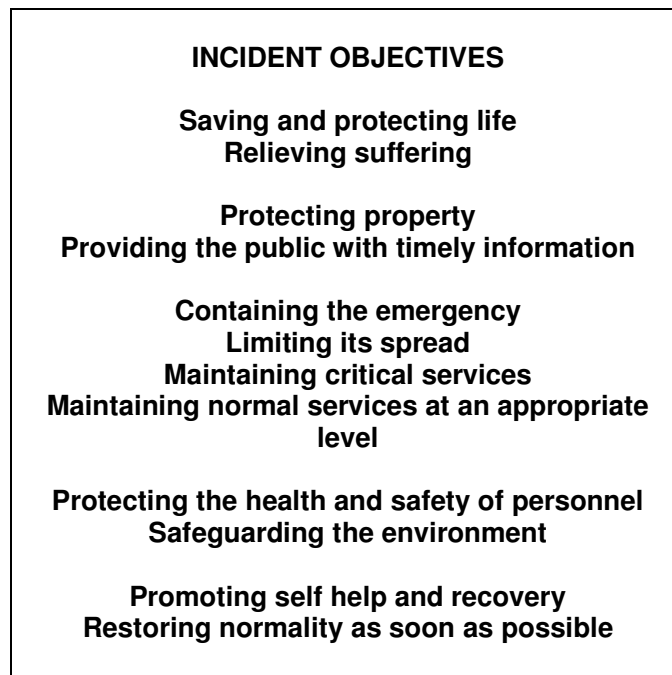 INCIDENT OBJECTIVES
Saving and protecting life
Relieving suffering
Protecting property
Providing the public with timely information
Containing the emergency
Limiting its spread
Maintaining critical services
Maintaining normal services at an appropriate
level
Protecting the health and safety of personnel
Safeguarding the environment
Promoting self help and recovery
Restoring normality as soon as possible